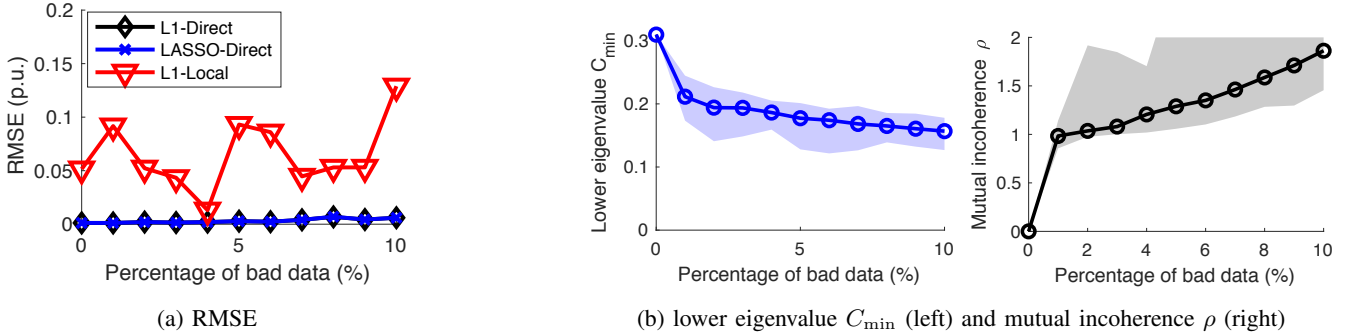 0.2
0.15
0.1
0.05
0
RMSE (p.u.)
L1-Direct
LASSO-Direct
L1-Local
0
5
10
Percentage of bad data (%)
(a) RMSE
0.3
0.2
0.1
0
Lower eigenvalue C_min
0
5
10
Percentage of bad data (%)
2
1.5
1
0.5
0
Mutual incoherence ρ
0
2
4
6
8
10
Percentage of bad data (%)
(b) lower eigenvalue C_min (left) and mutual incoherence ρ (right)